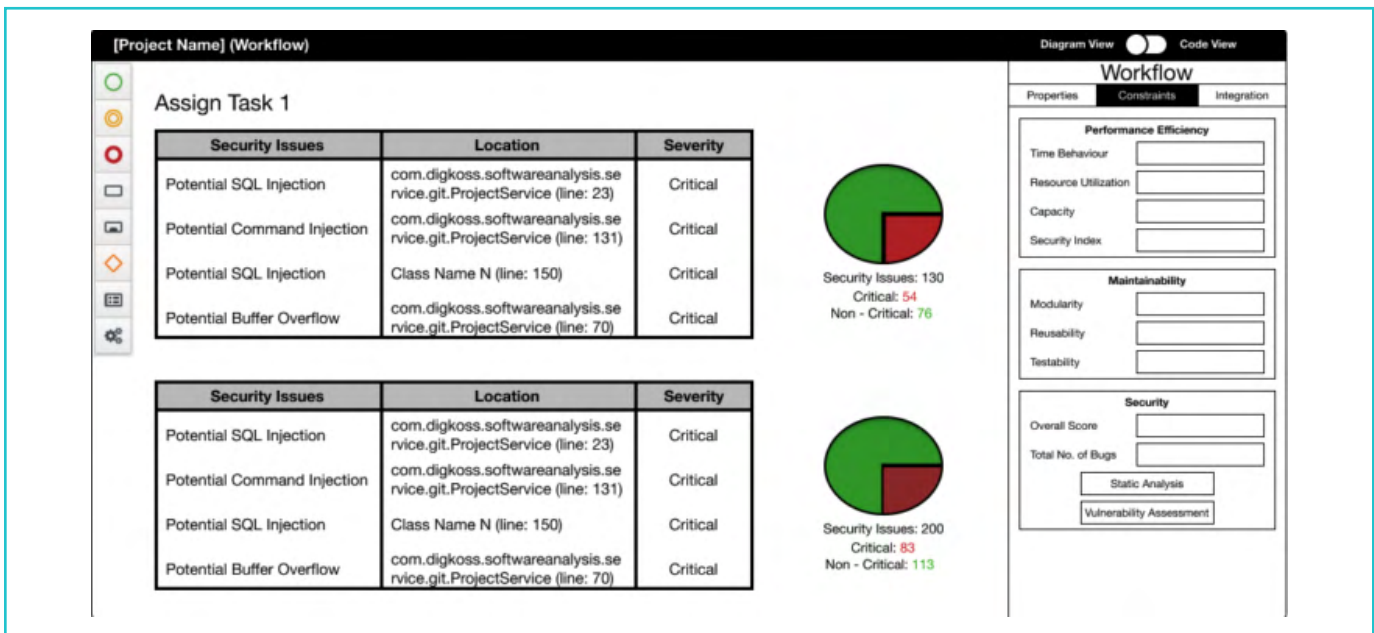 [Project Name] (Workflow)
Diagram View
Code View
Assign Task 1
Security Issues
Location
Severity
Potential SQL Injection
com.digkoss.softwareanalysis.se
rvice.git.ProjectService (line: 23)
Critical
Potential Command Injection
com.digkoss.softwareanalysis.se
rvice.git.ProjectService (line: 131)
Critical
Potential SQL Injection
Class Name N (line: 150)
Critical
Potential Buffer Overflow
com.digkoss.softwareanalysis.se
rvice.git.ProjectService (line: 70)
Critical
Security Issues: 130
Critical: 54
Non - Critical: 76
Security Issues
Location
Severity
Potential SQL Injection
com.digkoss.softwareanalysis.se
rvice.git.ProjectService (line: 23)
Critical
Potential Command Injection
com.digkoss.softwareanalysis.se
rvice.git.ProjectService (line: 131)
Critical
Potential SQL Injection
Class Name N (line: 150)
Critical
Potential Buffer Overflow
com.digkoss.softwareanalysis.se
rvice.git.ProjectService (line: 70)
Critical
Security Issues: 200
Critical: 83
Non - Critical: 113
Workflow
Properties
Constraints
Integration
Performance Efficiency
Time Behaviour
Resource Utilization
Capacity
Security Index
Maintainability
Modularity
Reusability
Testability
Security
Overall Score
Total No. of Bugs
Static Analysis
Vulnerability Assessment